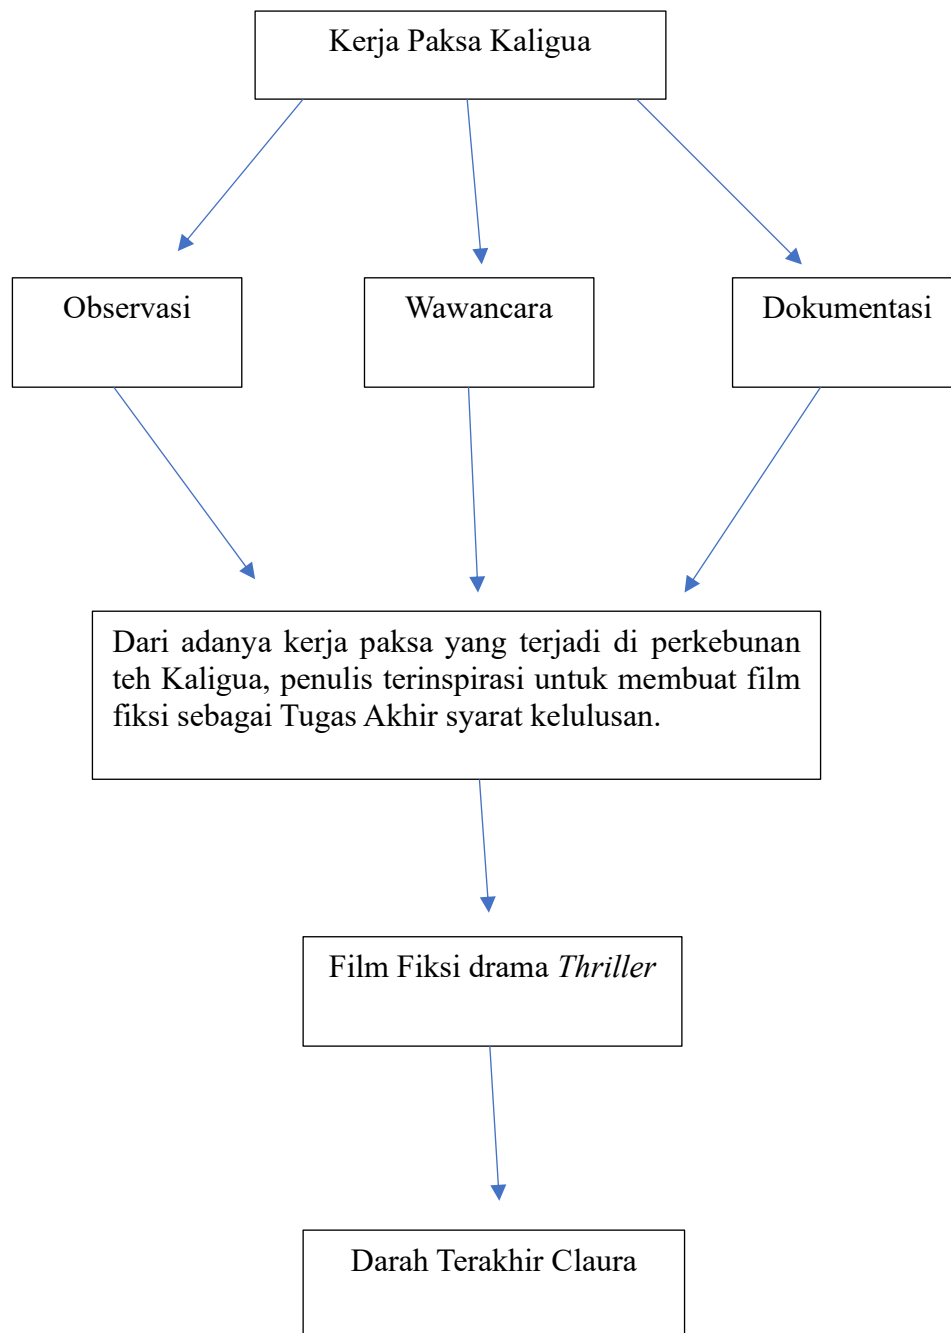 Kerja Paksa Kaligua
Observasi
Wawancara
Dokumentasi
Dari adanya kerja paksa yang terjadi di perkebunan
teh Kaligua, penulis terinspirasi untuk membuat film
fiksi sebagai Tugas Akhir syarat kelulusan.
Film Fiksi drama Thriller
Darah Terakhir Claura